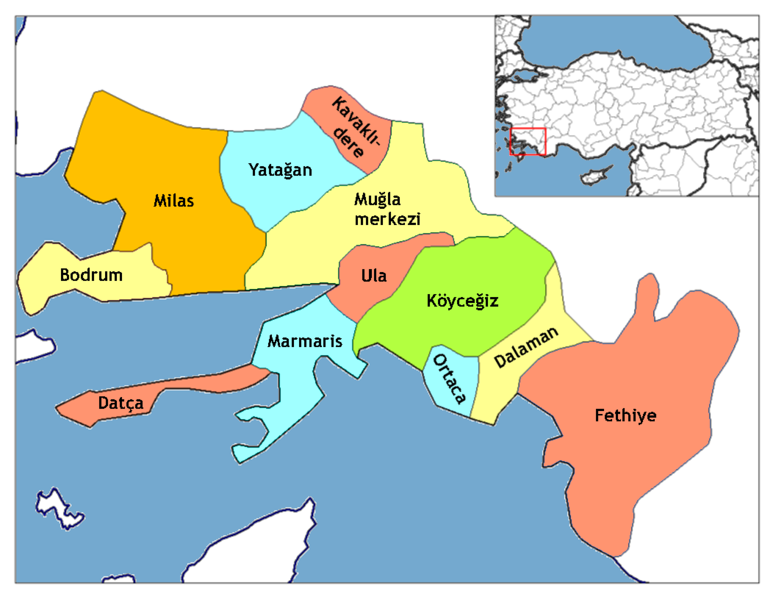 Kavaklı-
dere
Yatağan
Milas
Muğla
merkezi
Bodrum
Ula
Köyceğiz
Marmaris
Dalaman
Ortaca
Datça
Fethiye